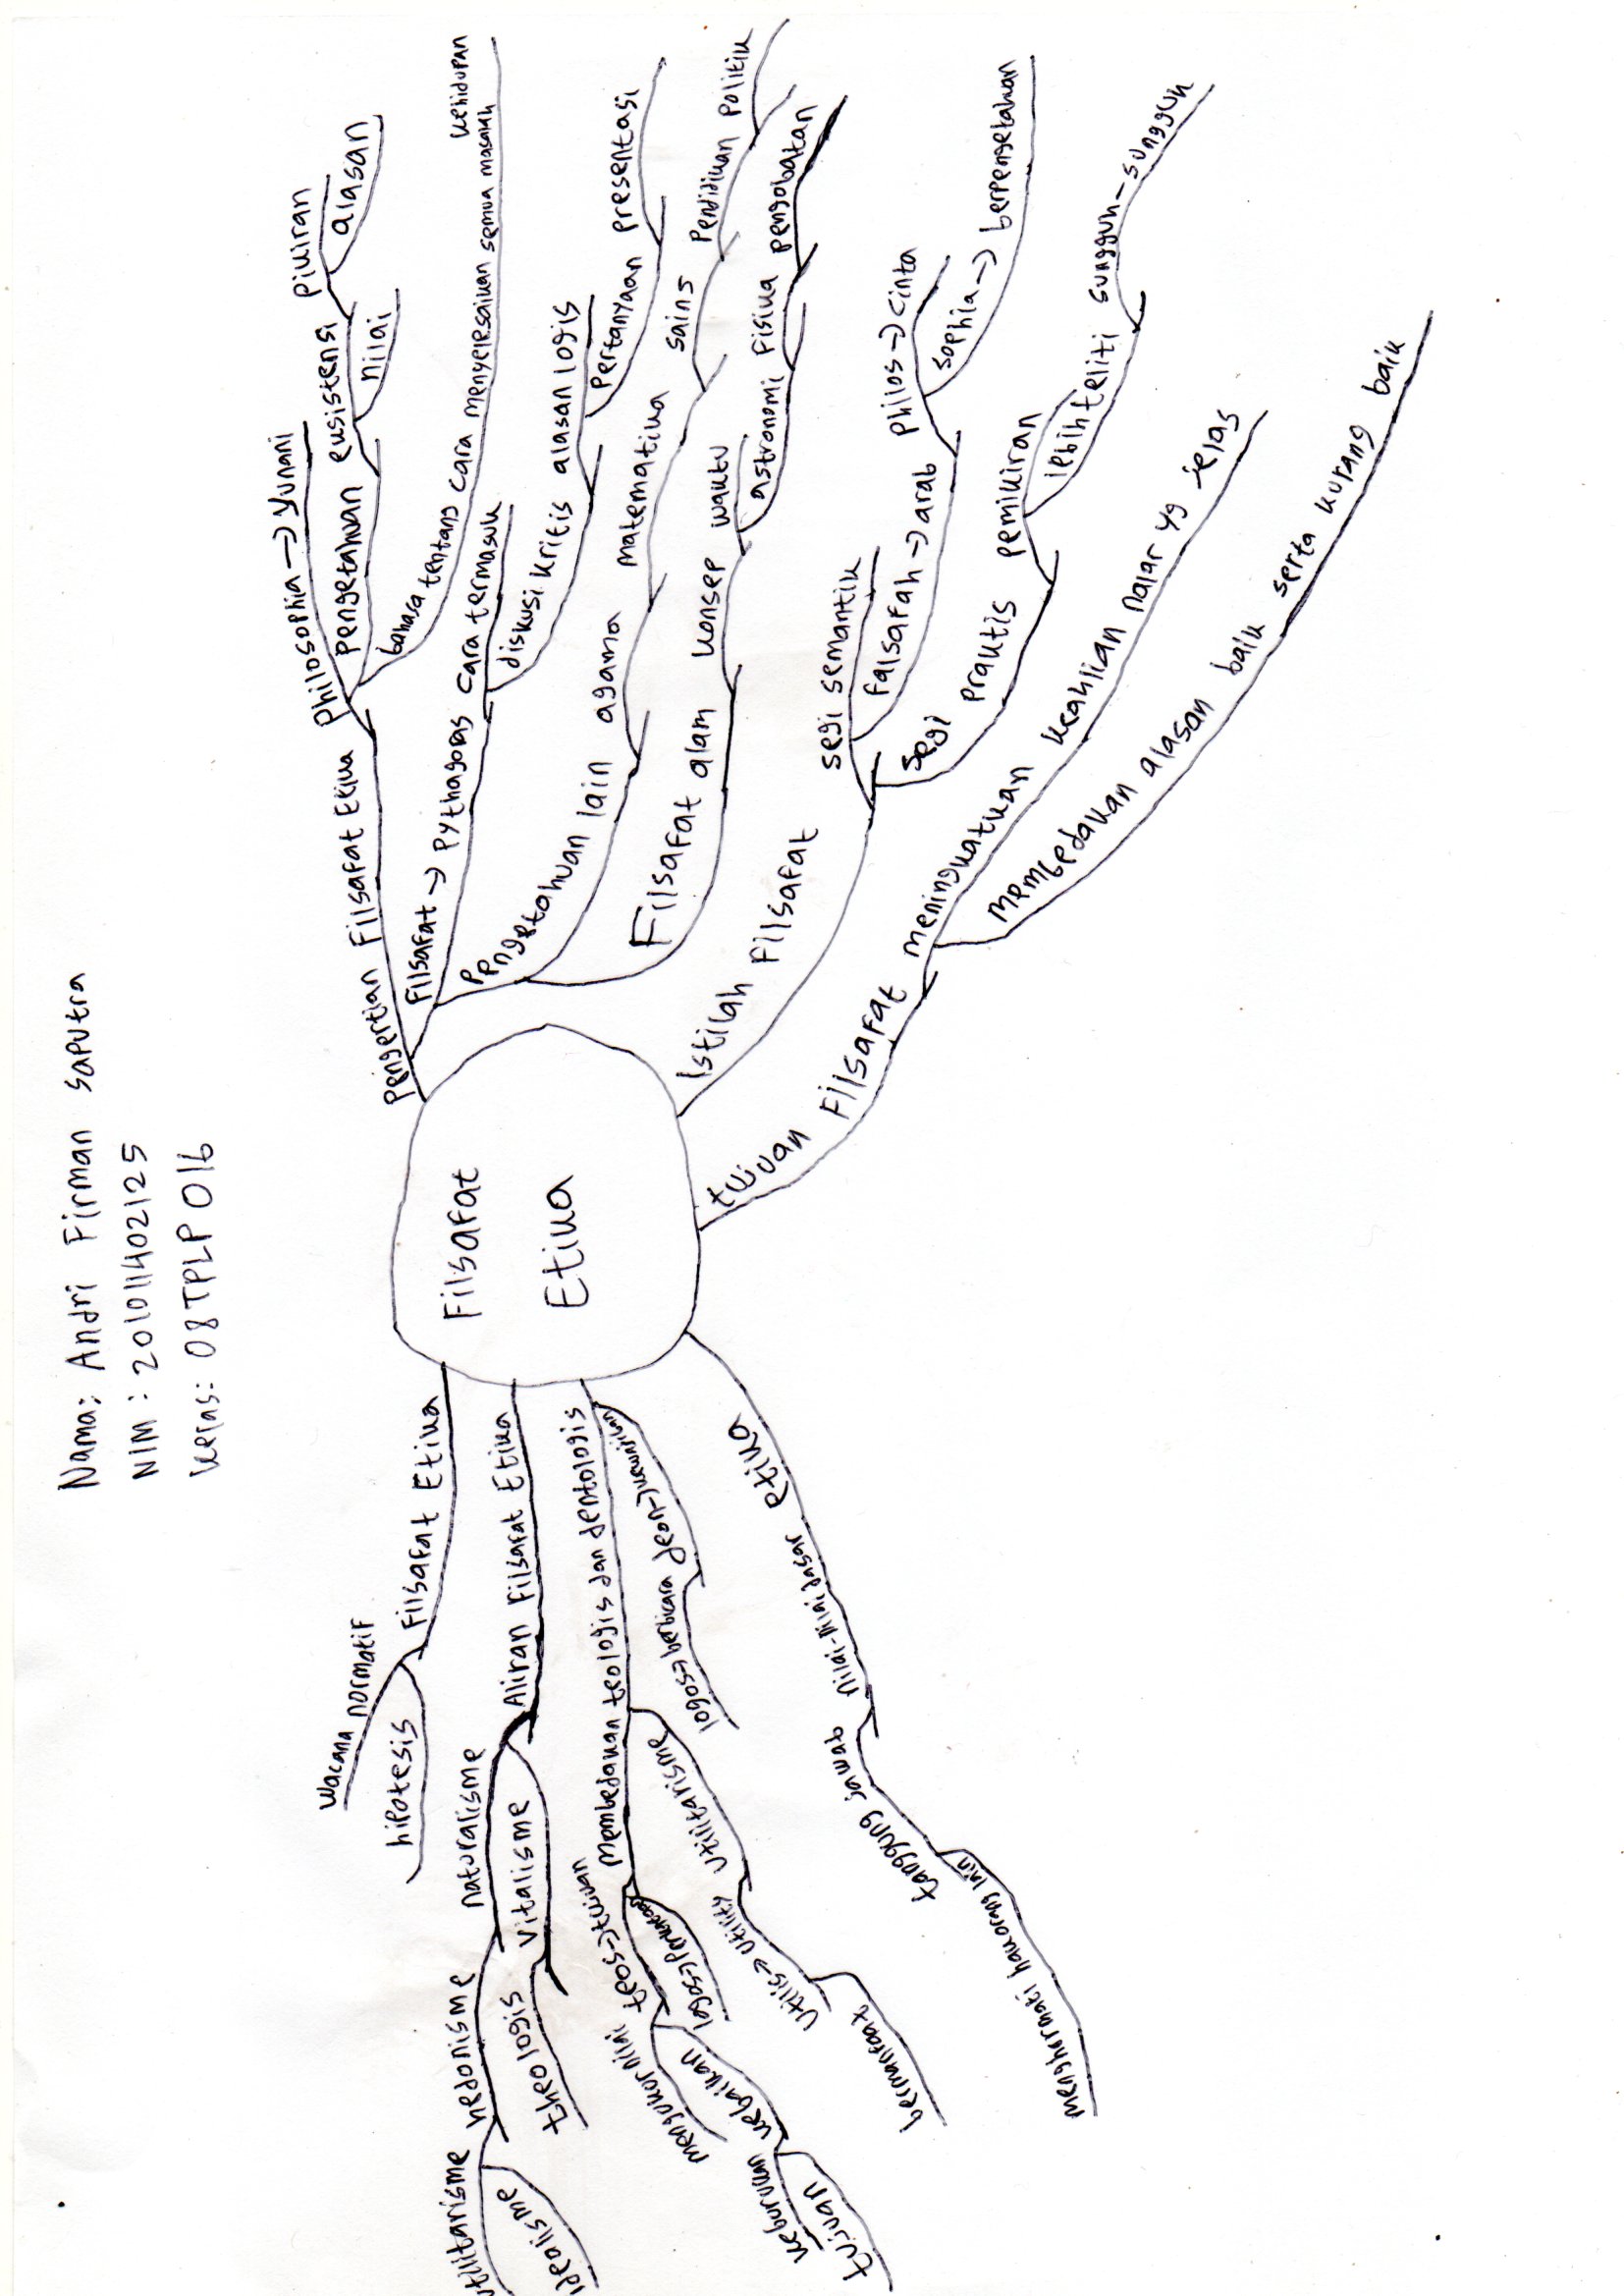 Nama: Andri Firman Saputra
NIM: 201011402125
Kelas: 08TPLP016
Filsafat
Etika
Pengertian Filsafat Etika
Philosophia → Yunani
Pengetahuan eksistensi
Pikiran
alasan
nilai
bahasa tentang cara menyelesaikan semua masalah
kehidupan
Filsafat → Pythagoras cara termasuk
diskusi kritis alasan logis
Pertanyaan presentasi
Pengetahuan lain agama matematika sains Pendidikan politik
Filsafat alam konsep waktu
astronomi Fisika pengobatan
Istilah Filsafat
segi semantik
Falsafah → arab
Philos → cinta
Sophia → berpengetahuan
segi praktis pemikiran
lebih teliti sungguh-sungguh
tujuan Filsafat meningkatkan keahlian nalar yg jelas
Membedakan alasan baik serta kurang baik
Filsafat Etika
wacana normatif
hipotesis
Aliran Filsafat Etika
naturalisme
hedonisme
utilitarisme
idealisme
Vitalisme
theologis
Membedakan teologis dan dentologis
teos → tujuan
logos → Perkataan
mengukur nilai
kebaikan
keburukan
tujuan
utilitarisme
Utilis → utility
bermanfaat
deon → kewajiban
logos → berbicara
Nilai-nilai dasar etika
tanggung jawab
menghormati hak orang lain